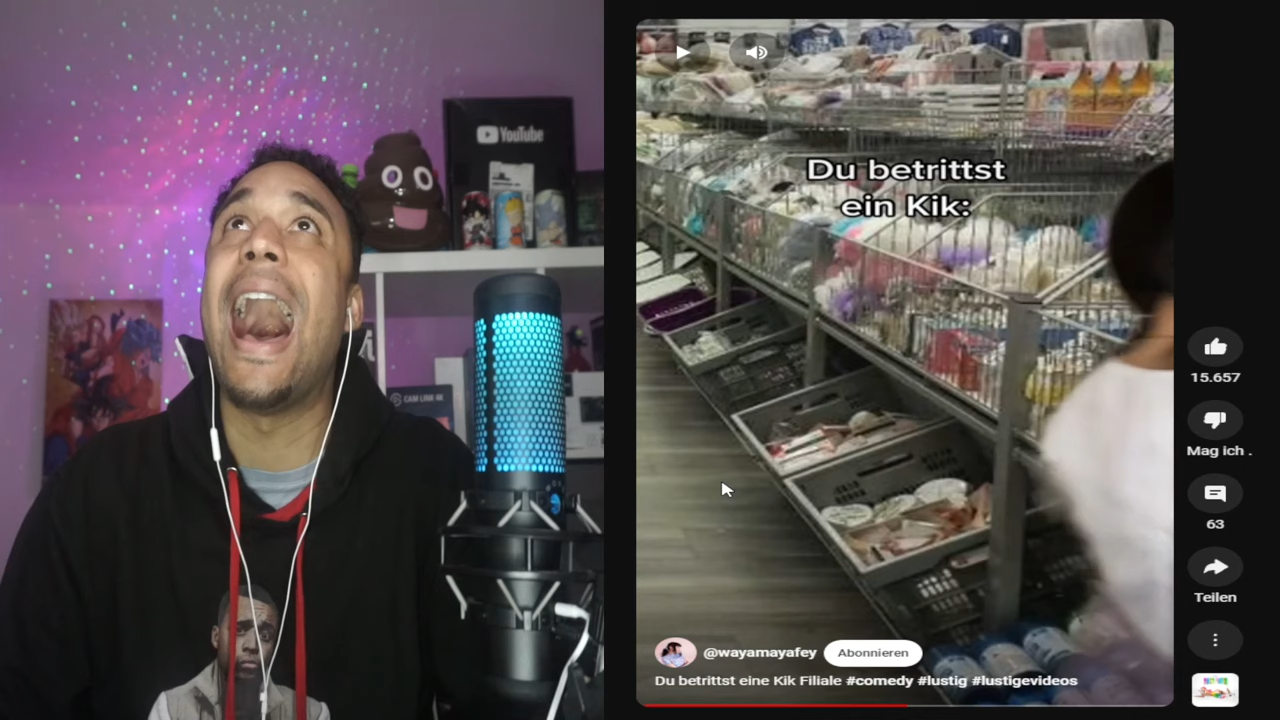 YouTube
CAM LINK 4K
Du betrittst
ein Kik:
15.657
Mag ich .
63
Teilen
@wayamayafey
Abonnieren
Du betrittst eine Kik Filiale #comedy #lustig #lustigevideos